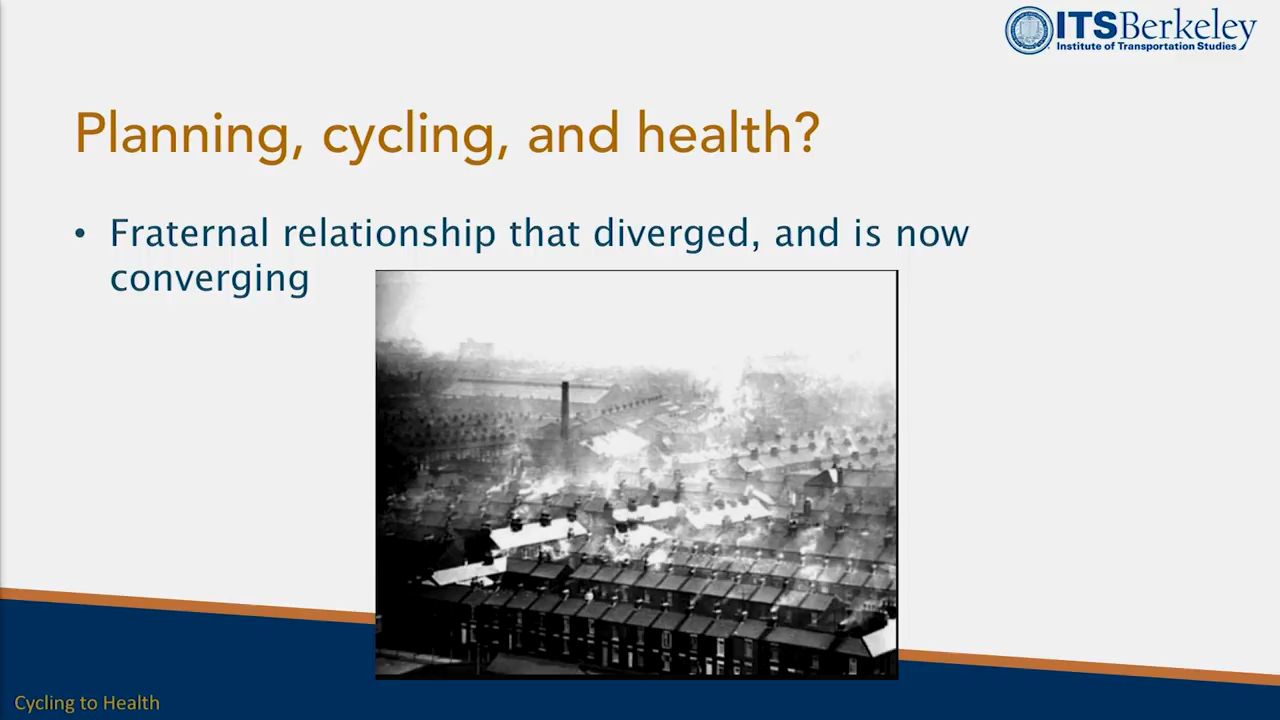 ITSBerkeley
Institute of Transportation Studies
Planning, cycling, and health?
• Fraternal relationship that diverged, and is now
converging
Cycling to Health